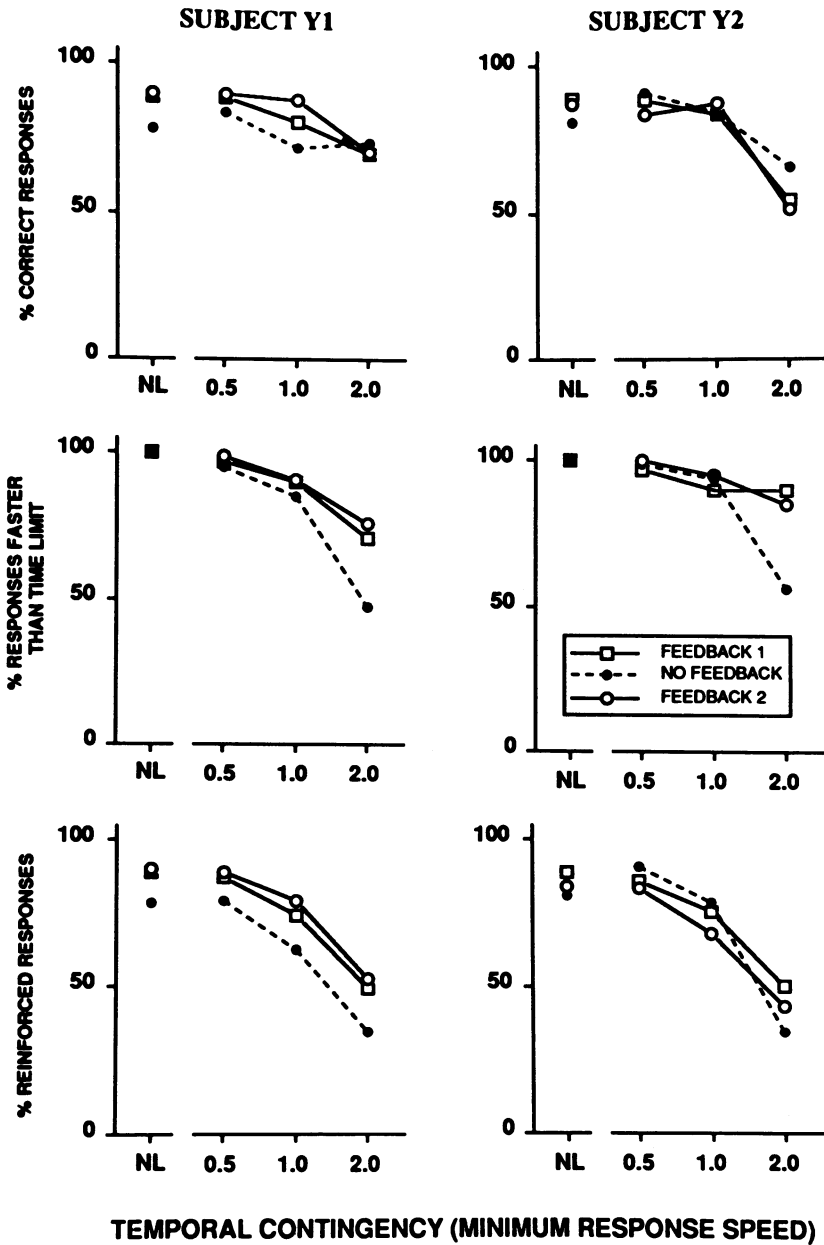 SUBJECT Y1
SUBJECT Y2
% CORRECT RESPONSES
100
50
0
NL 0.5 1.0 2.0
100
50
0
NL 0.5 1.0 2.0
% RESPONSES FASTER
THAN TIME LIMIT
100
50
0
NL 0.5 1.0 2.0
100
50
0
FEEDBACK 1
NO FEEDBACK
FEEDBACK 2
NL 0.5 1.0 2.0
% REINFORCED RESPONSES
100
50
0
NL 0.5 1.0 2.0
100
50
0
NL 0.5 1.0 2.0
TEMPORAL CONTINGENCY (MINIMUM RESPONSE SPEED)